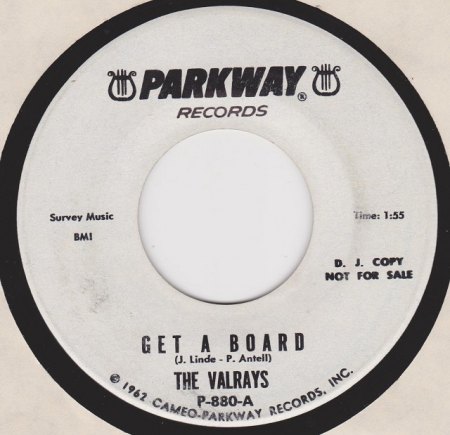 PARKWAY®
RECORDS
Survey Music
BMI
Time: 1:55
D. J. COPY
NOT FOR SALE
GET A BOARD
(J. Linde - P. Antell)
THE VALRAYS
P-880-A
© 1962 CAMEO-PARKWAY RECORDS, INC.